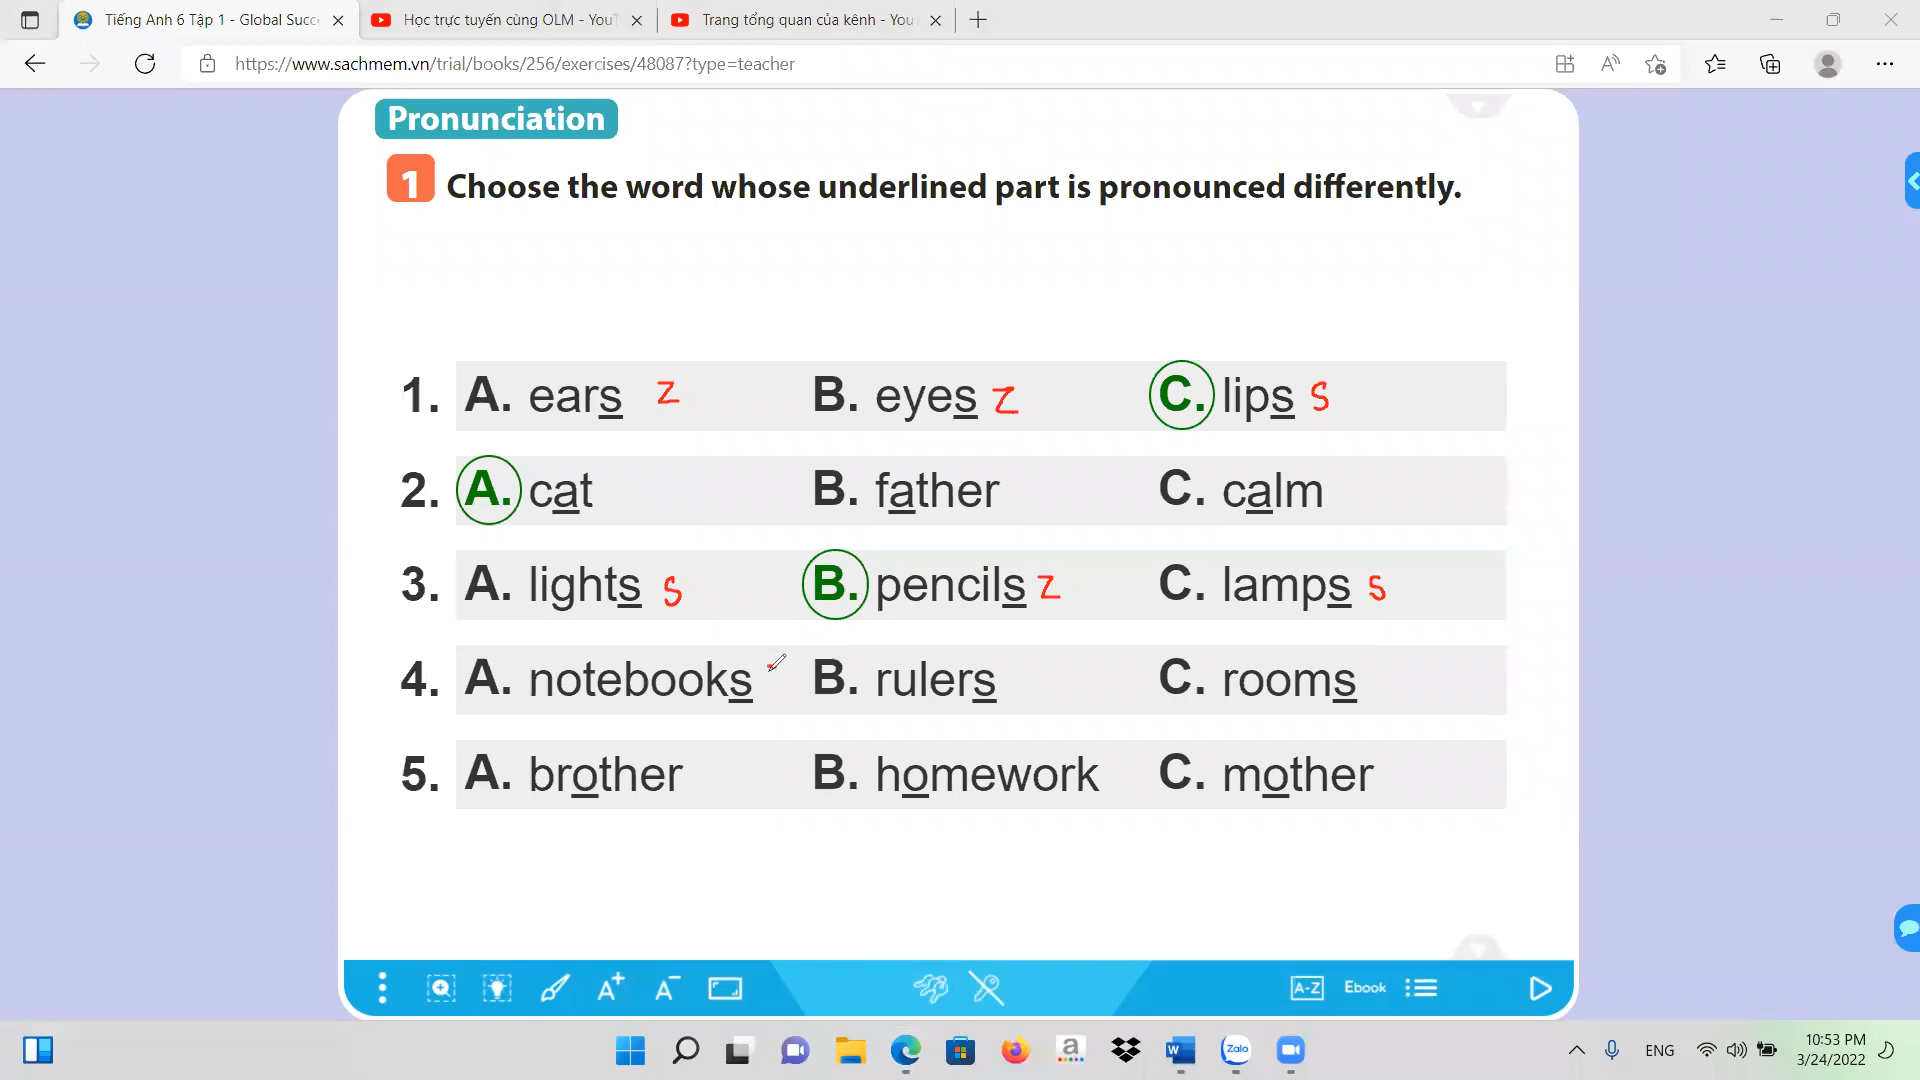 Tiếng Anh 6 Tập 1 - Global Succ
Học trực tuyến cùng OLM - YouT
Trang tổng quan của kênh - You
https://www.sachmem.vn/trial/books/256/exercises/48087?type=teacher
Pronunciation
1 Choose the word whose underlined part is pronounced differently.
1. A. ears z B. eyes z C. lips s
2. A. cat B. father C. calm
3. A. lights s B. pencils z C. lamps s
4. A. notebooks B. rulers C. rooms
5. A. brother B. homework C. mother
A+ A- A-Z Ebook
a W Zalo ENG 10:53 PM
3/24/2022